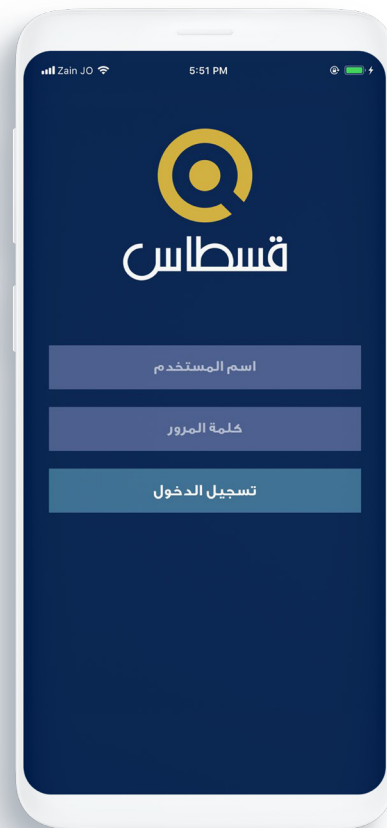 Zain JO 5:51 PM
قسطاس
اسم المستخدم
كلمة المرور
تسجيل الدخول